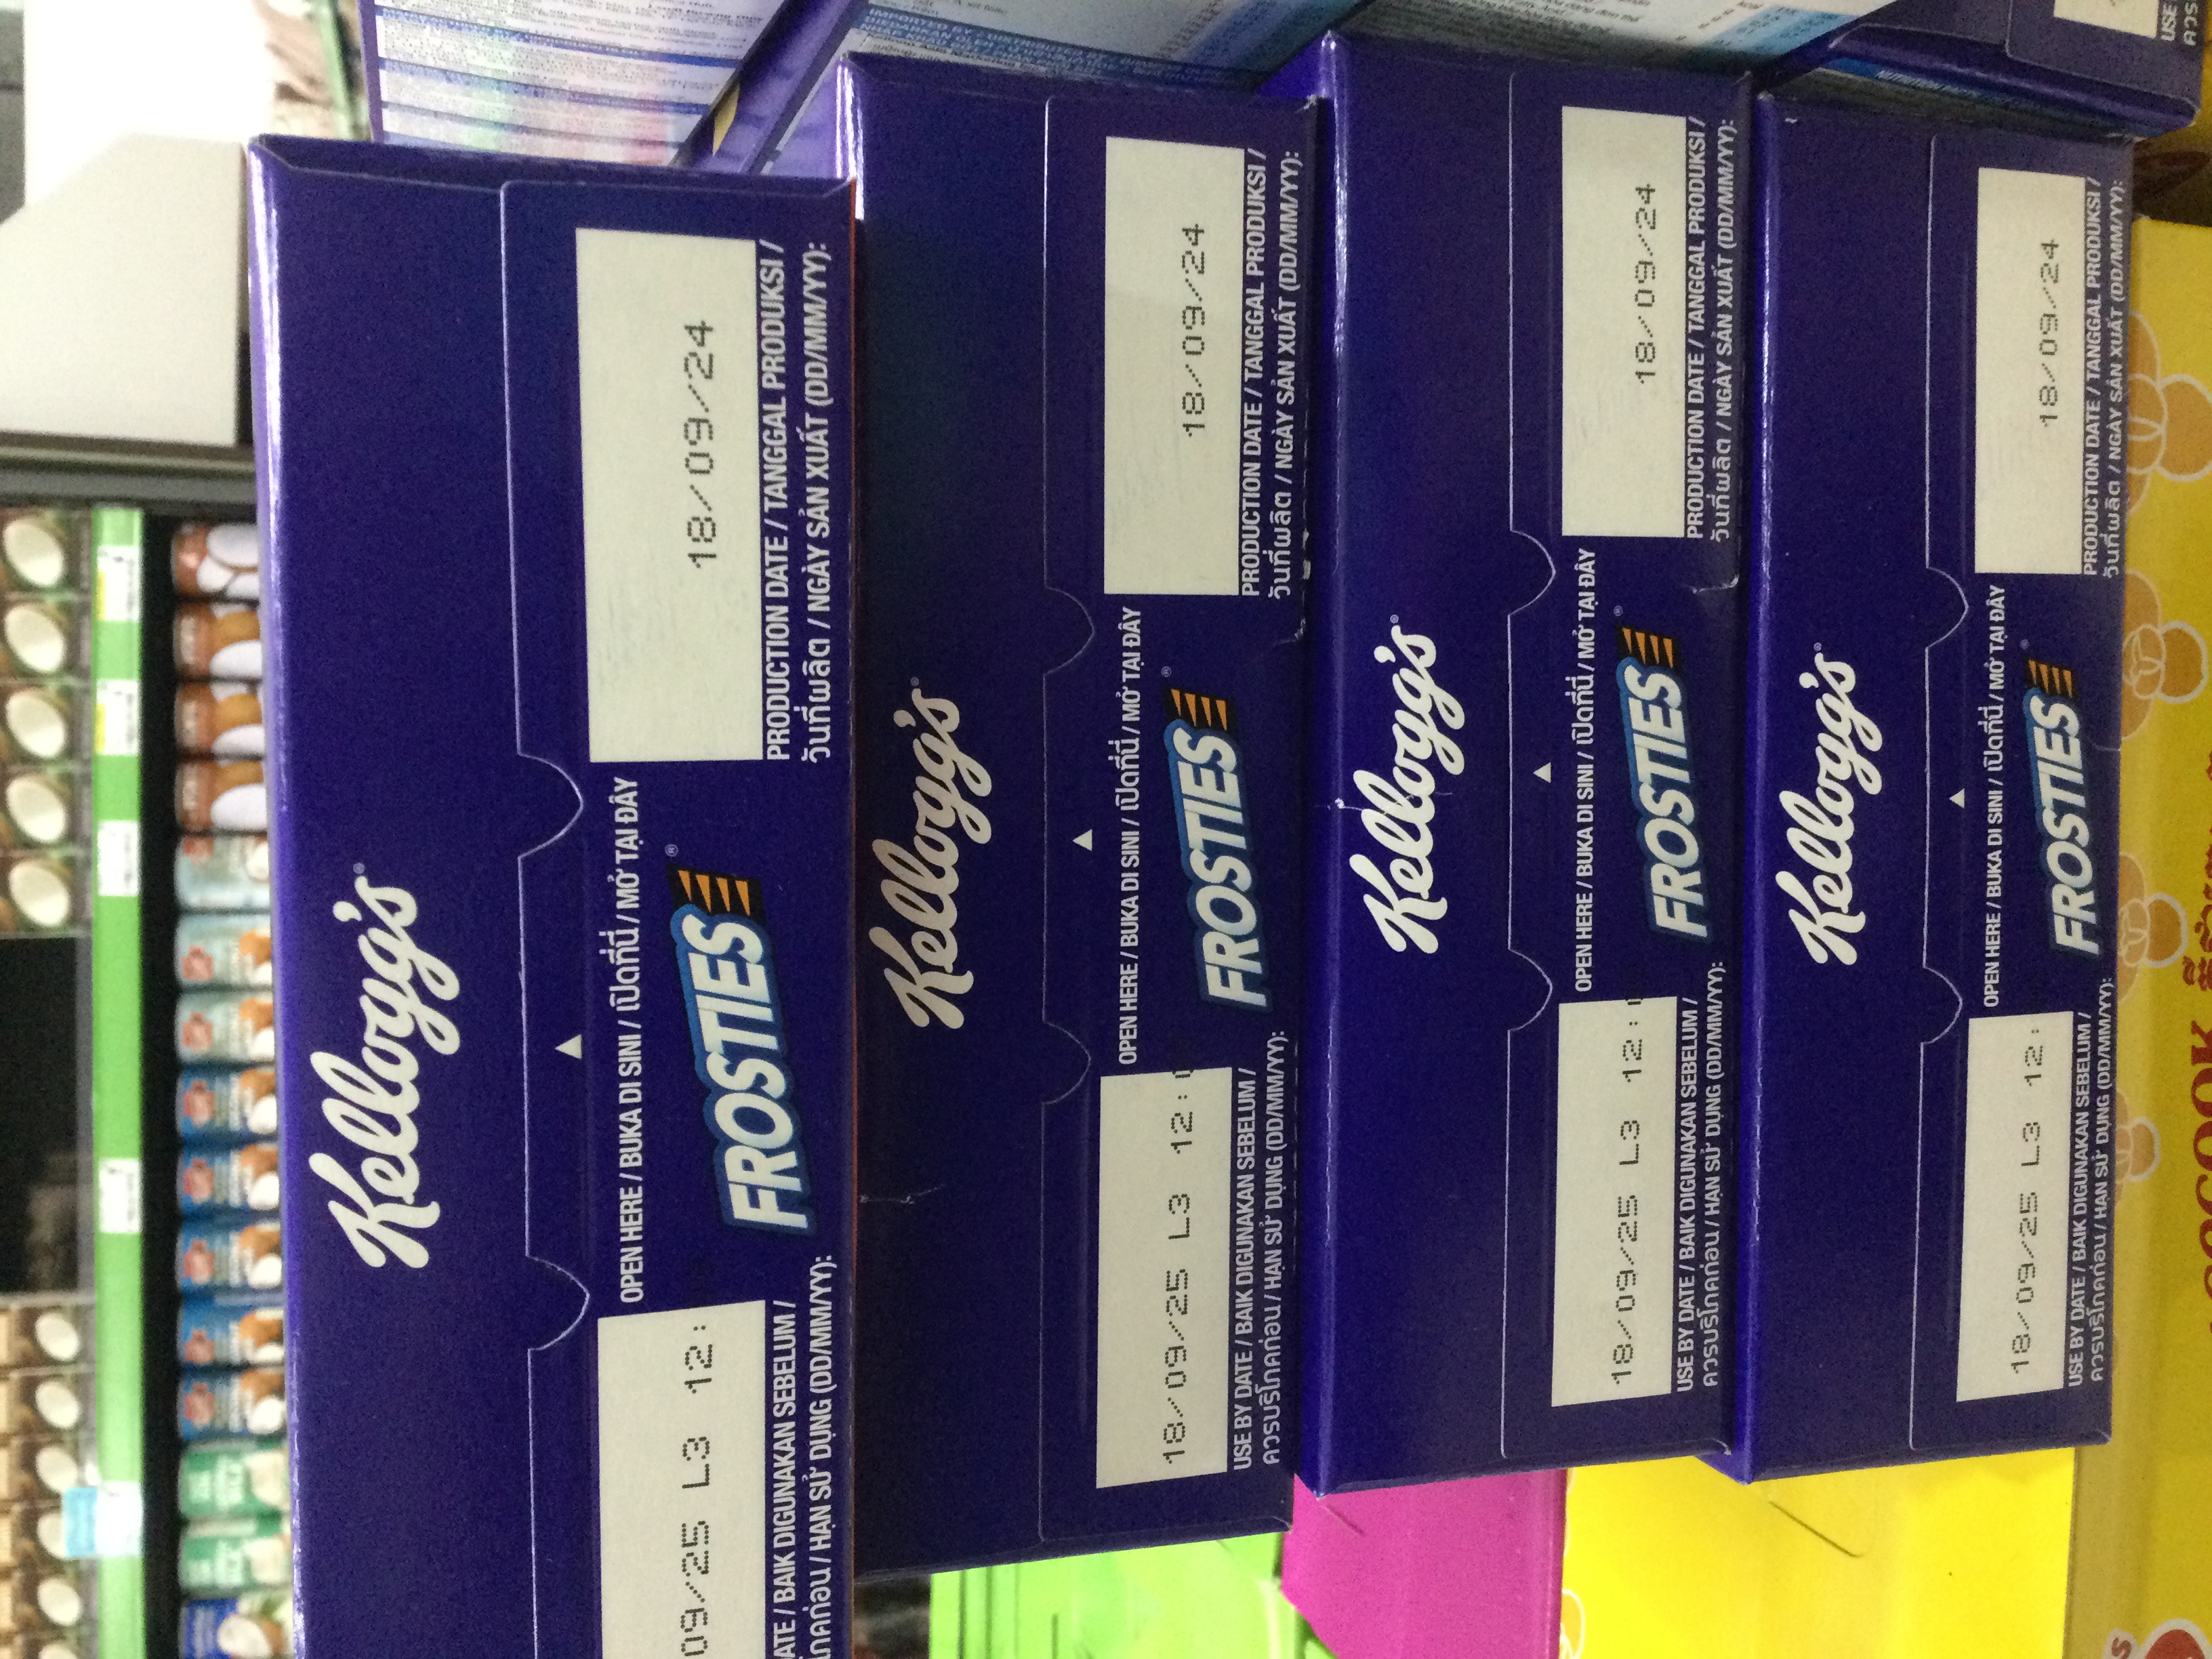 Kellogg's®
OPEN HERE / BUKA DI SINI / เปิดที่นี่ / MỞ TẠI ĐÂY
FROSTIES®
09/25 L3 12:
ATE / BAIK DIGUNAKAN SEBELUM /
โภคก่อน / HẠN SỬ DỤNG (DD/MM/YY):
18/09/24
PRODUCTION DATE / TANGGAL PRODUKSI /
วันที่ผลิต / NGÀY SẢN XUẤT (DD/MM/YY):
Kellogg's®
OPEN HERE / BUKA DI SINI / เปิดที่นี่ / MỞ TẠI ĐÂY
FROSTIES®
18/09/25 L3 12:
USE BY DATE / BAIK DIGUNAKAN SEBELUM /
ควรบริโภคก่อน / HẠN SỬ DỤNG (DD/MM/YY):
18/09/24
PRODUCTION DATE / TANGGAL PRODUKSI /
วันที่ผลิต / NGÀY SẢN XUẤT (DD/MM/YY):
Kellogg's®
OPEN HERE / BUKA DI SINI / เปิดที่นี่ / MỞ TẠI ĐÂY
FROSTIES®
18/09/25 L3 12:
USE BY DATE / BAIK DIGUNAKAN SEBELUM /
ควรบริโภคก่อน / HẠN SỬ DỤNG (DD/MM/YY):
18/09/24
PRODUCTION DATE / TANGGAL PRODUKSI /
วันที่ผลิต / NGÀY SẢN XUẤT (DD/MM/YY):
Kellogg's®
OPEN HERE / BUKA DI SINI / เปิดที่นี่ / MỞ TẠI ĐÂY
FROSTIES®
18/09/25 L3 12:
USE BY DATE / BAIK DIGUNAKAN SEBELUM /
ควรบริโภคก่อน / HẠN SỬ DỤNG (DD/MM/YY):
18/09/24
PRODUCTION DATE / TANGGAL PRODUKSI /
วันที่ผลิต / NGÀY SẢN XUẤT (DD/MM/YY):